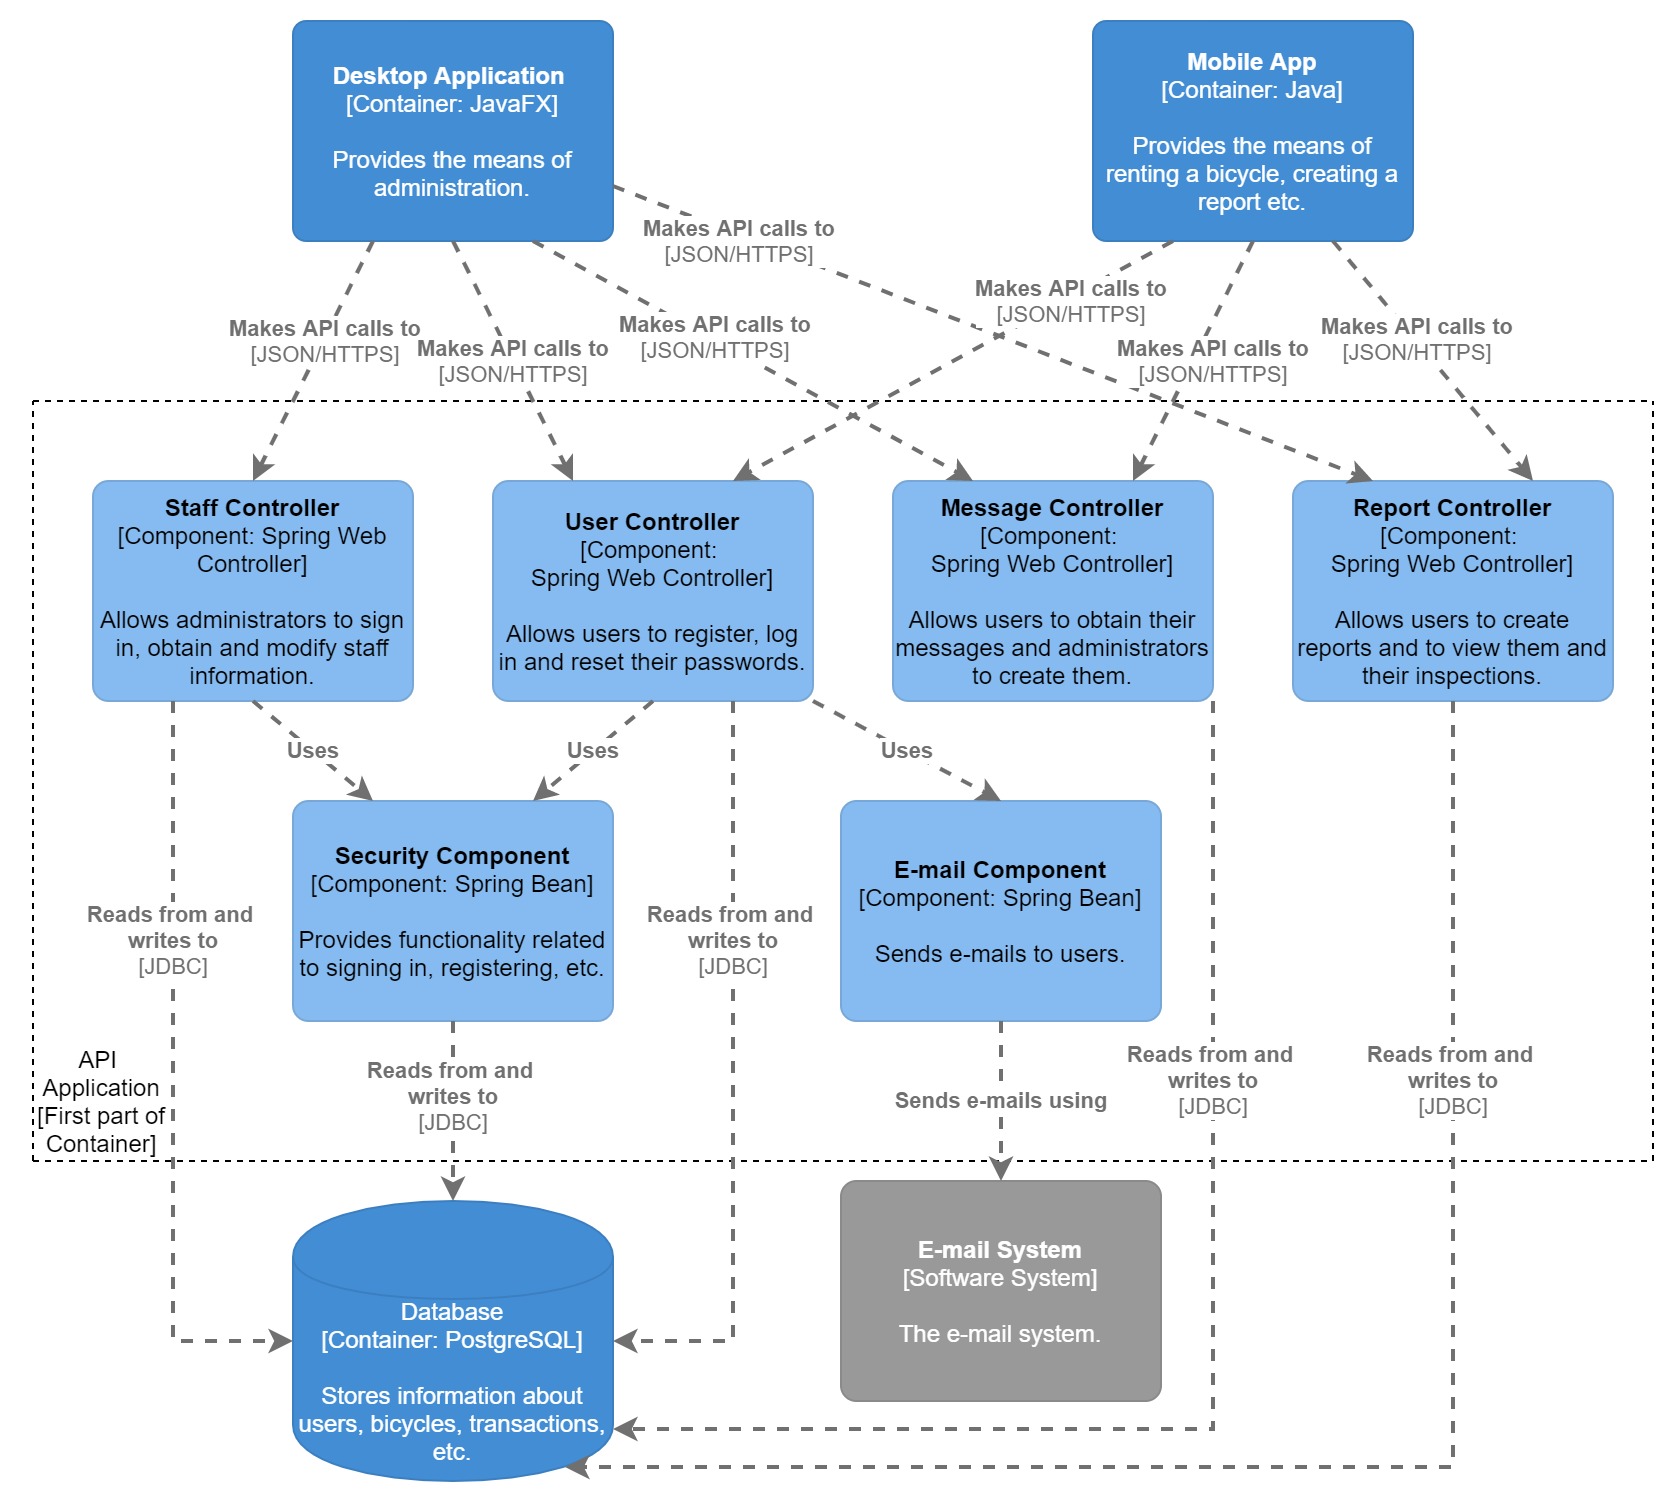 Desktop Application
[Container: JavaFX]
Provides the means of
administration.
Mobile App
[Container: Java]
Provides the means of
renting a bicycle, creating a
report etc.
Makes API calls to
[JSON/HTTPS]
Makes API calls to
[JSON/HTTPS]
Makes API calls to
[JSON/HTTPS]
Makes API calls to
[JSON/HTTPS]
Makes API calls to
[JSON/HTTPS]
Makes API calls to
[JSON/HTTPS]
Makes API calls to
[JSON/HTTPS]
Staff Controller
[Component: Spring Web
Controller]
Allows administrators to sign
in, obtain and modify staff
information.
User Controller
[Component:
Spring Web Controller]
Allows users to register, log
in and reset their passwords.
Message Controller
[Component:
Spring Web Controller]
Allows users to obtain their
messages and administrators
to create them.
Report Controller
[Component:
Spring Web Controller]
Allows users to create
reports and to view them and
their inspections.
Uses
Uses
Uses
Security Component
[Component: Spring Bean]
Provides functionality related
to signing in, registering, etc.
E-mail Component
[Component: Spring Bean]
Sends e-mails to users.
Reads from and
writes to
[JDBC]
Reads from and
writes to
[JDBC]
Reads from and
writes to
[JDBC]
Sends e-mails using
Reads from and
writes to
[JDBC]
Reads from and
writes to
[JDBC]
API
Application
[First part of
Container]
Database
[Container: PostgreSQL]
Stores information about
users, bicycles, transactions,
etc.
E-mail System
[Software System]
The e-mail system.